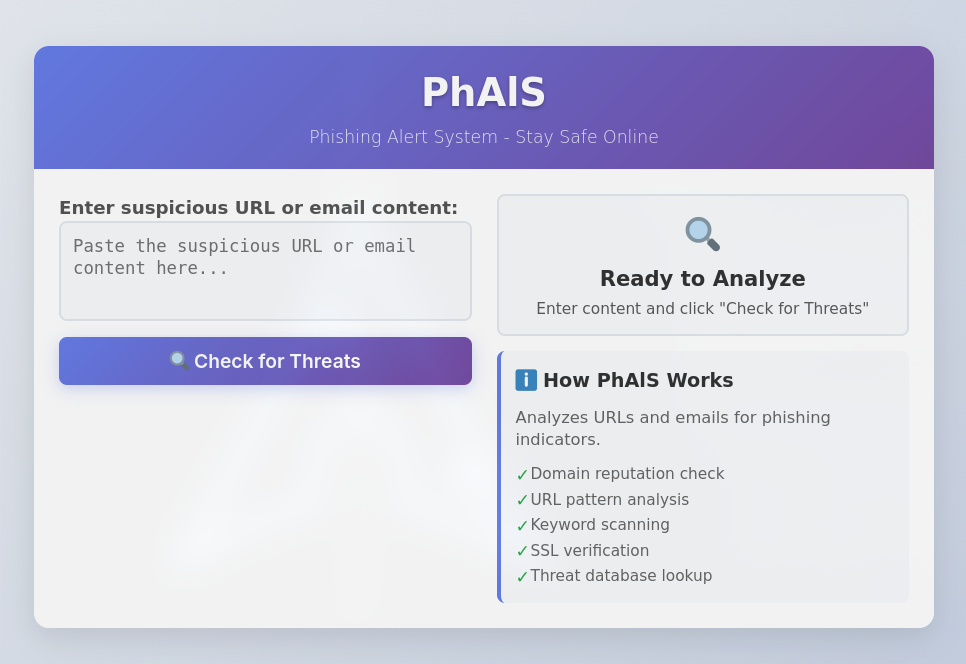 PhAlS
Phishing Alert System - Stay Safe Online
Enter suspicious URL or email content:
Paste the suspicious URL or email
content here...
Check for Threats
Ready to Analyze
Enter content and click "Check for Threats"
How PhAlS Works
Analyzes URLs and emails for phishing
indicators.
✓Domain reputation check
✓URL pattern analysis
✓Keyword scanning
✓SSL verification
✓Threat database lookup